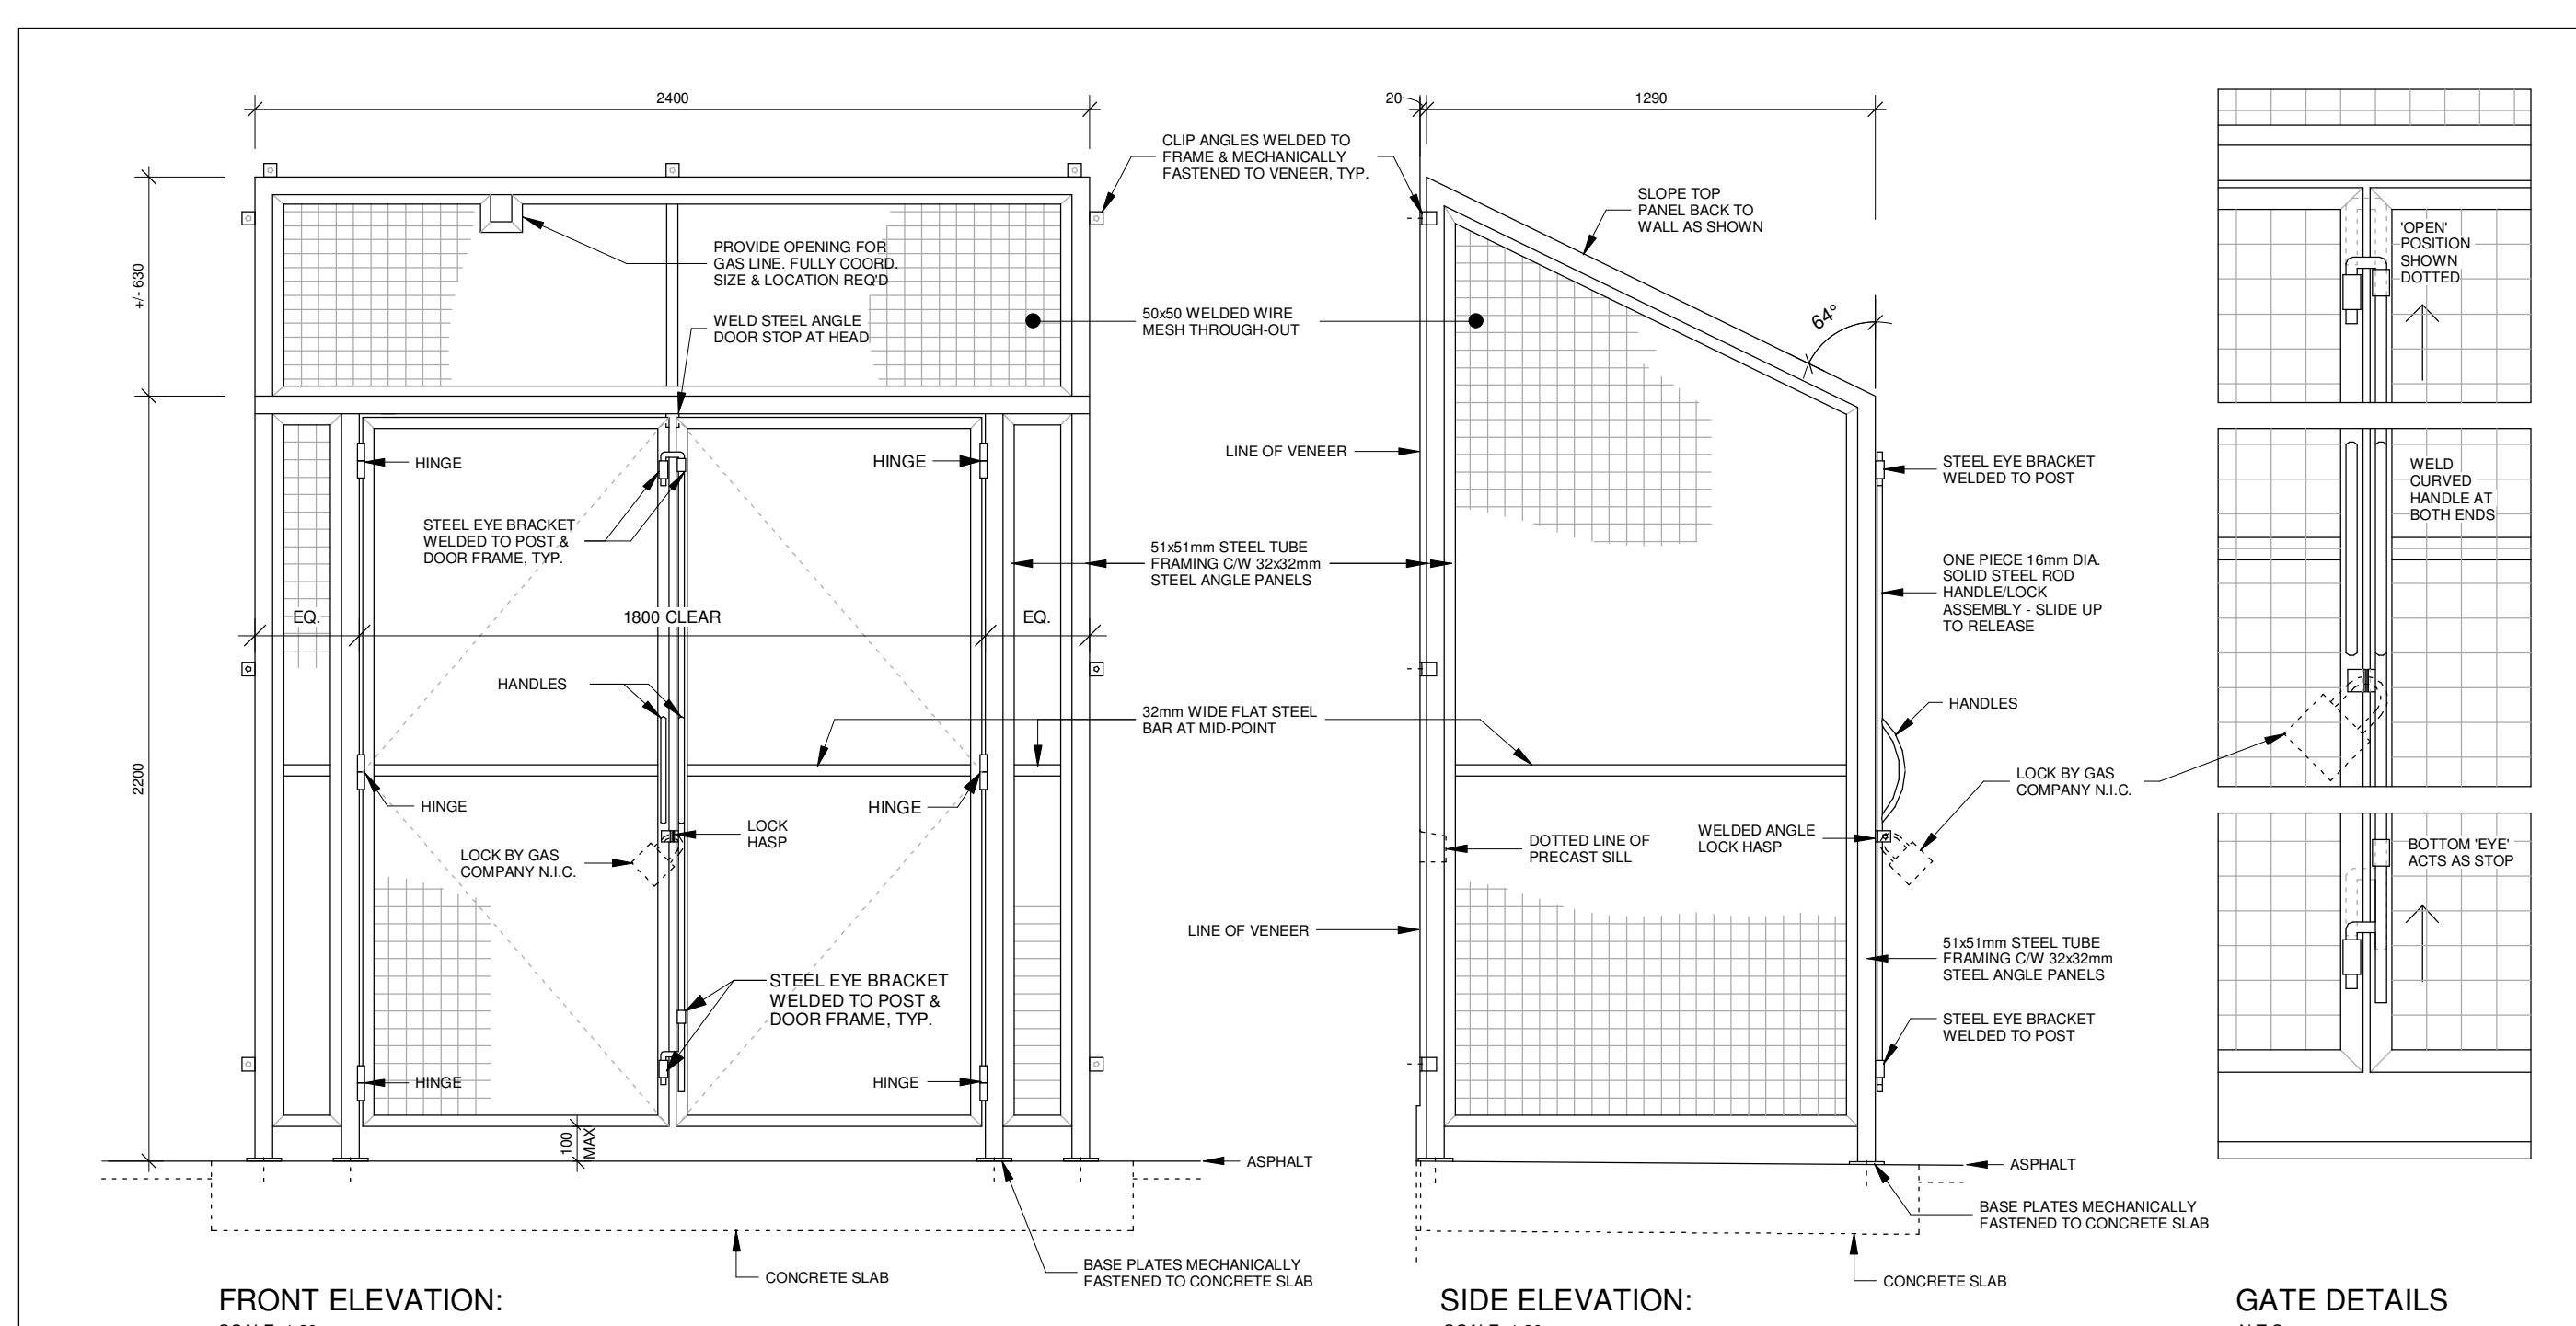 2400
+/- 630
2200
PROVIDE OPENING FOR
GAS LINE. FULLY COORD.
SIZE & LOCATION REQ'D
WELD STEEL ANGLE
DOOR STOP AT HEAD
HINGE
HINGE
STEEL EYE BRACKET
WELDED TO POST &
DOOR FRAME, TYP.
EQ.
1800 CLEAR
EQ.
HANDLES
HINGE
HINGE
LOCK
HASP
LOCK BY GAS
COMPANY N.I.C.
STEEL EYE BRACKET
WELDED TO POST &
DOOR FRAME, TYP.
HINGE
HINGE
100
MAX
ASPHALT
CONCRETE SLAB
BASE PLATES MECHANICALLY
FASTENED TO CONCRETE SLAB
FRONT ELEVATION:
CLIP ANGLES WELDED TO
FRAME & MECHANICALLY
FASTENED TO VENEER, TYP.
50x50 WELDED WIRE
MESH THROUGH-OUT
LINE OF VENEER
51x51mm STEEL TUBE
FRAMING C/W 32x32mm
STEEL ANGLE PANELS
32mm WIDE FLAT STEEL
BAR AT MID-POINT
LINE OF VENEER
20
1290
SLOPE TOP
PANEL BACK TO
WALL AS SHOWN
64°
STEEL EYE BRACKET
WELDED TO POST
ONE PIECE 16mm DIA.
SOLID STEEL ROD
HANDLE/LOCK
ASSEMBLY - SLIDE UP
TO RELEASE
HANDLES
LOCK BY GAS
COMPANY N.I.C.
DOTTED LINE OF
PRECAST SILL
WELDED ANGLE
LOCK HASP
51x51mm STEEL TUBE
FRAMING C/W 32x32mm
STEEL ANGLE PANELS
STEEL EYE BRACKET
WELDED TO POST
ASPHALT
BASE PLATES MECHANICALLY
FASTENED TO CONCRETE SLAB
CONCRETE SLAB
SIDE ELEVATION:
'OPEN'
POSITION
SHOWN
DOTTED
WELD
CURVED
HANDLE AT
BOTH ENDS
BOTTOM 'EYE'
ACTS AS STOP
GATE DETAILS